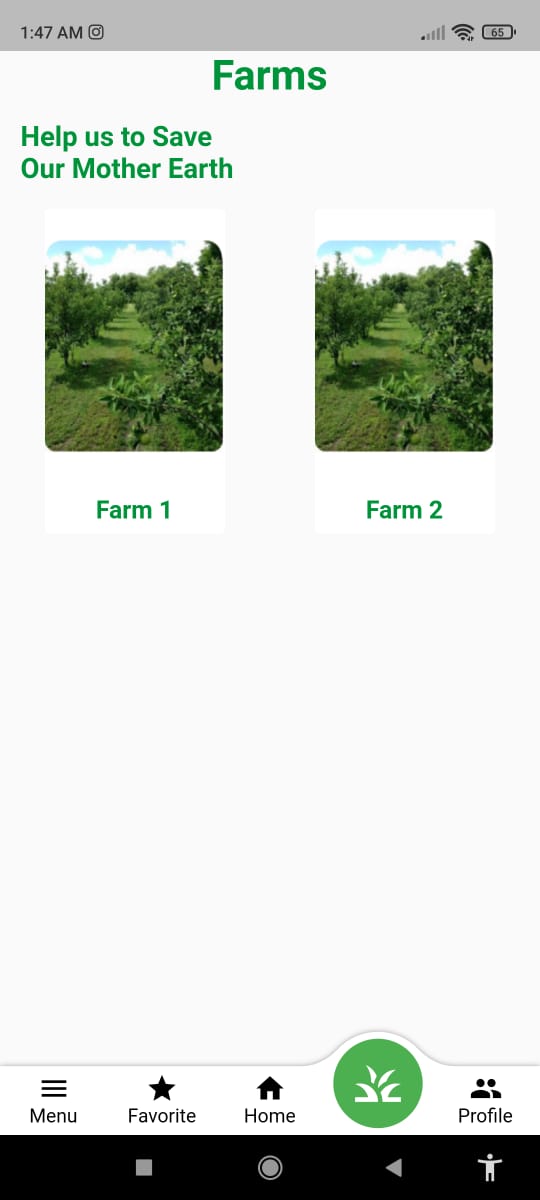 1:47 AM
65
Farms
Help us to Save
Our Mother Earth
Farm 1
Farm 2
Menu
Favorite
Home
Profile